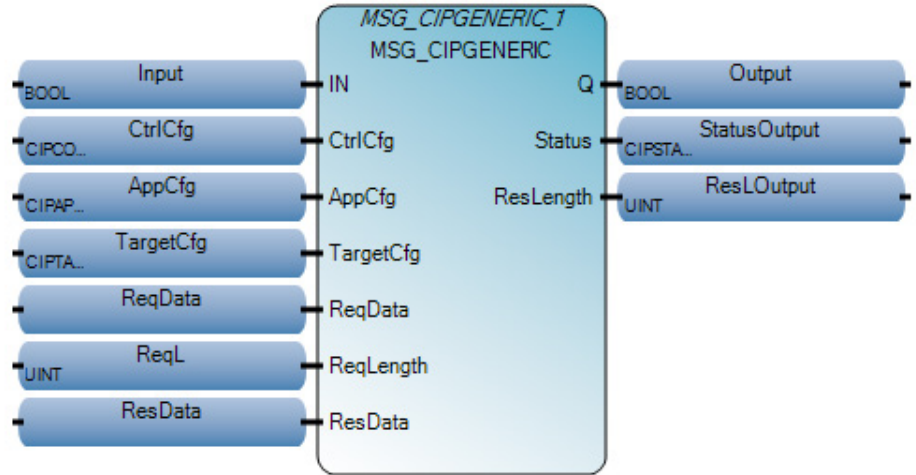 MSG_CIPGENERIC_1
MSG_CIPGENERIC
Input
BOOL
IN
Q
Output
BOOL
CtrlCfg
CIPCO...
CtrlCfg
Status
StatusOutput
CIPSTA...
AppCfg
CIPAP...
AppCfg
ResLength
ResLOutput
UINT
TargetCfg
CIPTA...
TargetCfg
ReqData
ReqData
ReqL
UINT
ReqLength
ResData
ResData